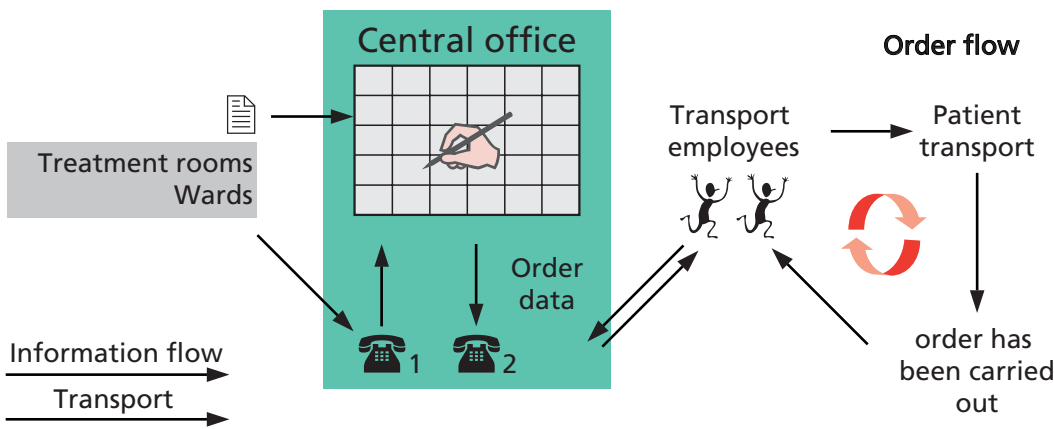 Central office
Order flow
Treatment rooms
Wards
Transport
employees
Patient
transport
Order
data
1
2
order has
been carried
out
Information flow
Transport